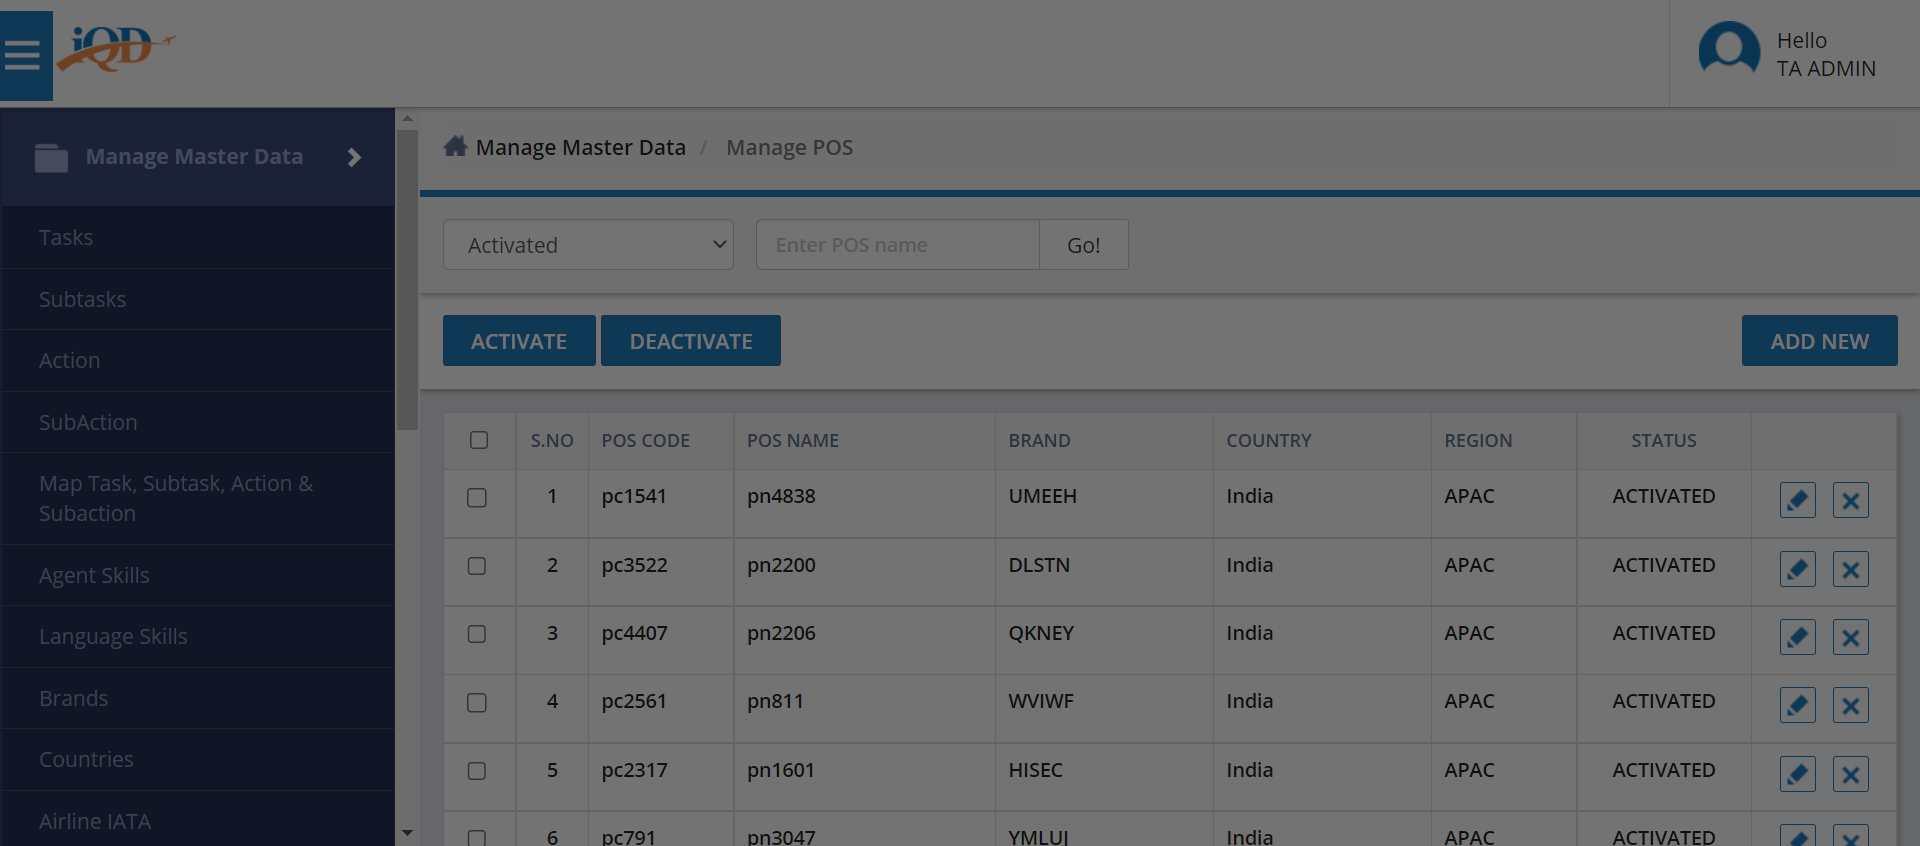 iQD
Hello
TA ADMIN
Manage Master Data
Tasks
Subtasks
Action
SubAction
Map Task, Subtask, Action &
Subaction
Agent Skills
Language Skills
Brands
Countries
Airline IATA
Manage Master Data / Manage POS
Activated
Enter POS name
Go!
ACTIVATE
DEACTIVATE
ADD NEW
S.NO POS CODE POS NAME BRAND COUNTRY REGION STATUS
1 pc1541 pn4838 UMEEH India APAC ACTIVATED
2 pc3522 pn2200 DLSTN India APAC ACTIVATED
3 pc4407 pn2206 QKNEY India APAC ACTIVATED
4 pc2561 pn811 WVIWF India APAC ACTIVATED
5 pc2317 pn1601 HISEC India APAC ACTIVATED
6 pc791 pn3047 YMLUJ India APAC ACTIVATED